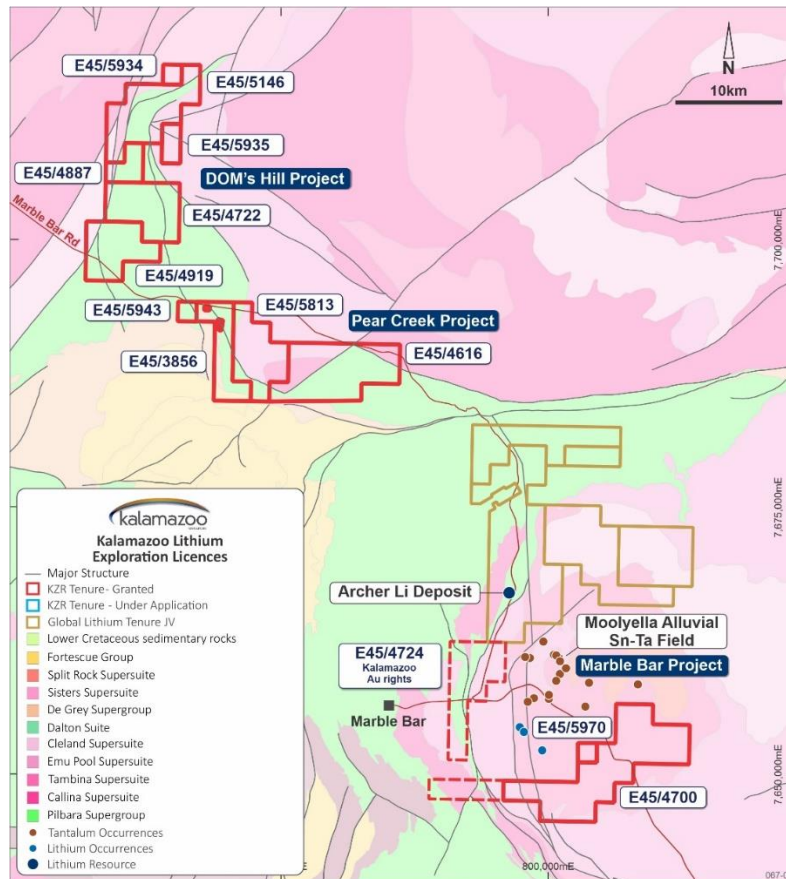 E45/5934
E45/5146
N
10km
E45/5935
E45/4887
DOM's Hill Project
Marble Bar Rd
E45/4722
7,700,000mE
E45/4919
E45/5943
E45/5813
Pear Creek Project
E45/3856
E45/4616
7,675,000mE
kalamazoo
Kalamazoo Lithium
Exploration Licences
Major Structure
KZR Tenure- Granted
KZR Tenure - Under Application
Global Lithium Tenure JV
Lower Cretaceous sedimentary rocks
Fortescue Group
Split Rock Supersuite
Sisters Supersuite
De Grey Supergroup
Dalton Suite
Cleland Supersuite
Emu Pool Supersuite
Tambina Supersuite
Callina Supersuite
Pilbara Supergroup
Tantalum Occurrences
Lithium Occurrences
Lithium Resource
Archer Li Deposit
Moolyella Alluvial
Sn-Ta Field
E45/4724
Kalamazoo
Au rights
Marble Bar Project
Marble Bar
E45/5970
E45/4700
7,650,000mE
mE
800,000mE